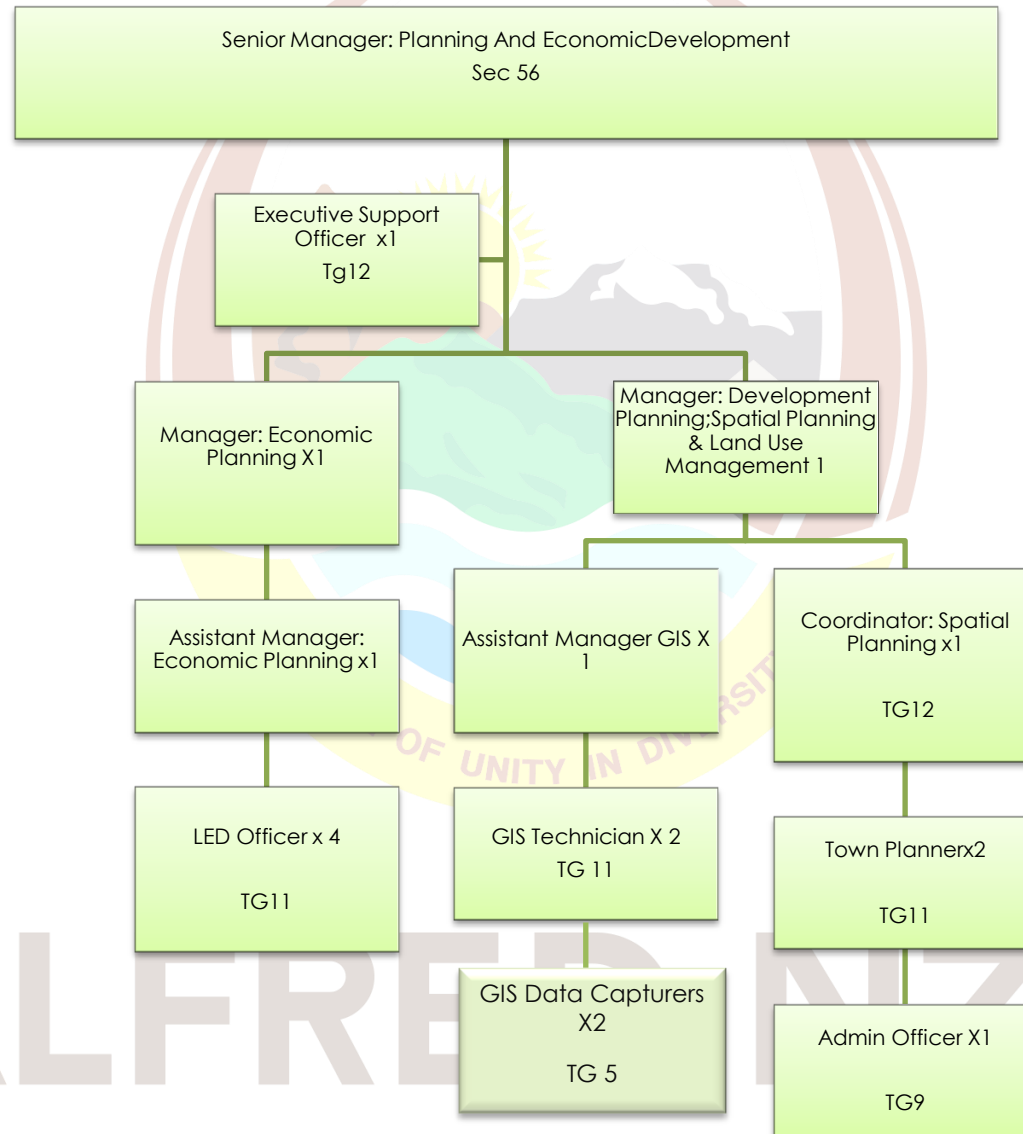 Senior Manager: Planning And EconomicDevelopment
Sec 56
Executive Support
Officer x1
Tg12
Manager: Economic
Planning X1
Manager: Development
Planning;Spatial Planning
& Land Use
Management 1
Assistant Manager:
Economic Planning x1
Assistant Manager GIS X
1
Coordinator: Spatial
Planning x1
TG12
OF UNITY IN
LED Officer x 4
TG11
GIS Technician X 2
TG 11
Town Plannerx2
TG11
GIS Data Capturers
X2
TG 5
Admin Officer X1
TG9
ALFRED NZ